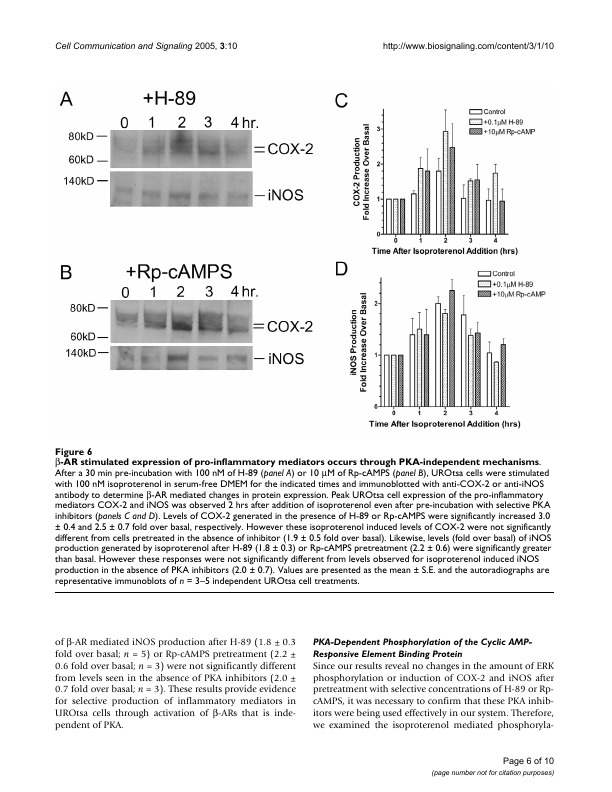 Cell Communication and Signaling 2005, 3:10
http://www.biosignaling.com/content/3/1/10
A
+H-89
0 1 2 3 4 hr.
80kD
60kD
COX-2
140kD
iNOS
B
+Rp-cAMPS
0 1 2 3 4 hr.
80kD
60kD
COX-2
140kD
iNOS
C
Control
+0.1µM H-89
+10µM Rp-cAMP
COX-2 Production
Fold Increase Over Basal
3
2
1
0
0 1 2 3 4
Time After Isoproterenol Addition (hrs)
D
Control
+0.1µM H-89
+10µM Rp-cAMP
iNOS Production
Fold Increase Over Basal
2
1
0
0 1 2 3 4
Time After Isoproterenol Addition (hrs)
Figure 6
β-AR stimulated expression of pro-inflammatory mediators occurs through PKA-independent mechanisms.
After a 30 min pre-incubation with 100 nM of H-89 (panel A) or 10 μM of Rp-cAMPS (panel B), UROtsa cells were stimulated
with 100 nM isoproterenol in serum-free DMEM for the indicated times and immunoblotted with anti-COX-2 or anti-iNOS
antibody to determine β-AR mediated changes in protein expression. Peak UROtsa cell expression of the pro-inflammatory
mediators COX-2 and iNOS was observed 2 hrs after addition of isoproterenol even after pre-incubation with selective PKA
inhibitors (panels C and D). Levels of COX-2 generated in the presence of H-89 or Rp-cAMPS were significantly increased 3.0
± 0.4 and 2.5 ± 0.7 fold over basal, respectively. However these isoproterenol induced levels of COX-2 were not significantly
different from cells pretreated in the absence of inhibitor (1.9 ± 0.5 fold over basal). Likewise, levels (fold over basal) of iNOS
production generated by isoproterenol after H-89 (1.8 ± 0.3) or Rp-cAMPS pretreatment (2.2 ± 0.6) were significantly greater
than basal. However these responses were not significantly different from levels observed for isoproterenol induced iNOS
production in the absence of PKA inhibitors (2.0 ± 0.7). Values are presented as the mean ± S.E. and the autoradiographs are
representative immunoblots of n = 3–5 independent UROtsa cell treatments.
of β-AR mediated iNOS production after H-89 (1.8 ± 0.3
fold over basal; n = 5) or Rp-cAMPS pretreatment (2.2 ±
0.6 fold over basal; n = 3) were not significantly different
from levels seen in the absence of PKA inhibitors (2.0 ±
0.7 fold over basal; n = 3). These results provide evidence
for selective production of inflammatory mediators in
UROtsa cells through activation of β-ARs that is inde-
pendent of PKA.
PKA-Dependent Phosphorylation of the Cyclic AMP-
Responsive Element Binding Protein
Since our results reveal no changes in the amount of ERK
phosphorylation or induction of COX-2 and iNOS after
pretreatment with selective concentrations of H-89 or Rp-
cAMPS, it was necessary to confirm that these PKA inhib-
itors were being used effectively in our system. Therefore,
we examined the isoproterenol mediated phosphoryla-
Page 6 of 10
(page number not for citation purposes)